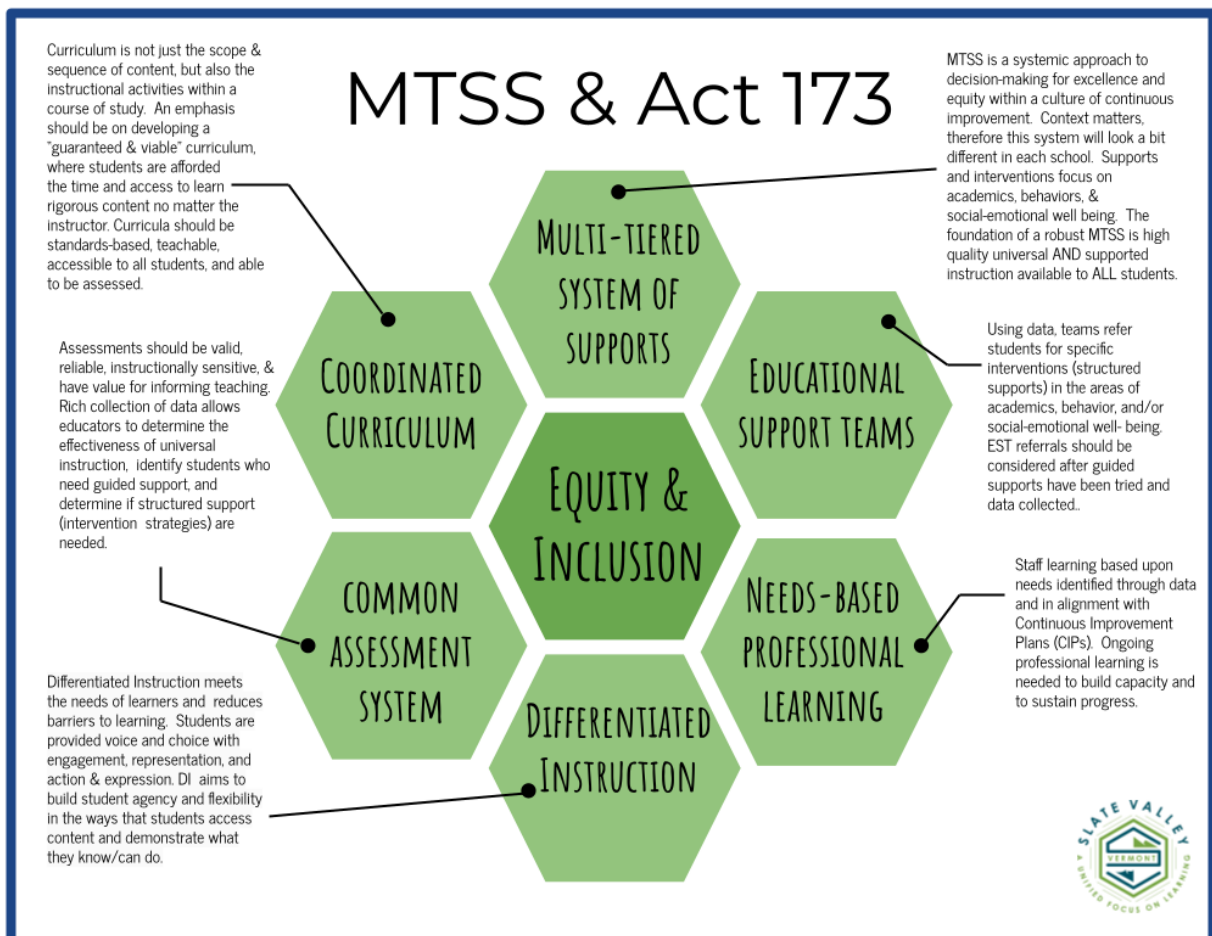 MTSS & Act 173
Curriculum is not just the scope &
sequence of content, but also the
instructional activities within a
course of study.  An emphasis
should be on developing a
"guaranteed & viable" curriculum,
where students are afforded
the time and access to learn
rigorous content no matter the
instructor. Curricula should be
standards-based, teachable,
accessible to all students, and able
to be assessed.
MTSS is a systemic approach to
decision-making for excellence and
equity within a culture of continuous
improvement.  Context matters,
therefore this system will look a bit
different in each school.  Supports
and interventions focus on
academics, behaviors, &
social-emotional well being.  The
foundation of a robust MTSS is high
quality universal AND supported
instruction available to ALL students.
Multi-tiered
system of
supports
Coordinated
Curriculum
Educational
support teams
Assessments should be valid,
reliable, instructionally sensitive, &
have value for informing teaching.
Rich collection of data allows
educators to determine the
effectiveness of universal
instruction,  identify students who
need guided support, and
determine if structured support
(intervention  strategies) are
needed.
Using data, teams refer
students for specific
interventions (structured
supports) in the areas of
academics, behavior, and/or
social-emotional well- being.
EST referrals should be
considered after guided
supports have been tried and
data collected..
Equity &
Inclusion
common
assessment
system
Needs-based
professional
learning
Staff learning based upon
needs identified through data
and in alignment with
Continuous Improvement
Plans (CIPs).  Ongoing
professional learning is
needed to build capacity and
to sustain progress.
Differentiated Instruction meets
the needs of learners and  reduces
barriers to learning.  Students are
provided voice and choice with
engagement, representation, and
action & expression. DI  aims to
build student agency and flexibility
in the ways that students access
content and demonstrate what
they know/can do.
Differentiated
Instruction
SLATE VALLEY
VERMONT
A UNIFIED FOCUS ON LEARNING